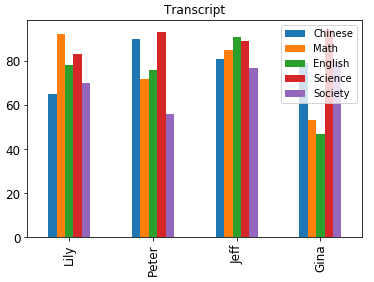 Transcript
Chinese
Math
English
Science
Society
80
60
40
20
0
Lily
Peter
Jeff
Gina